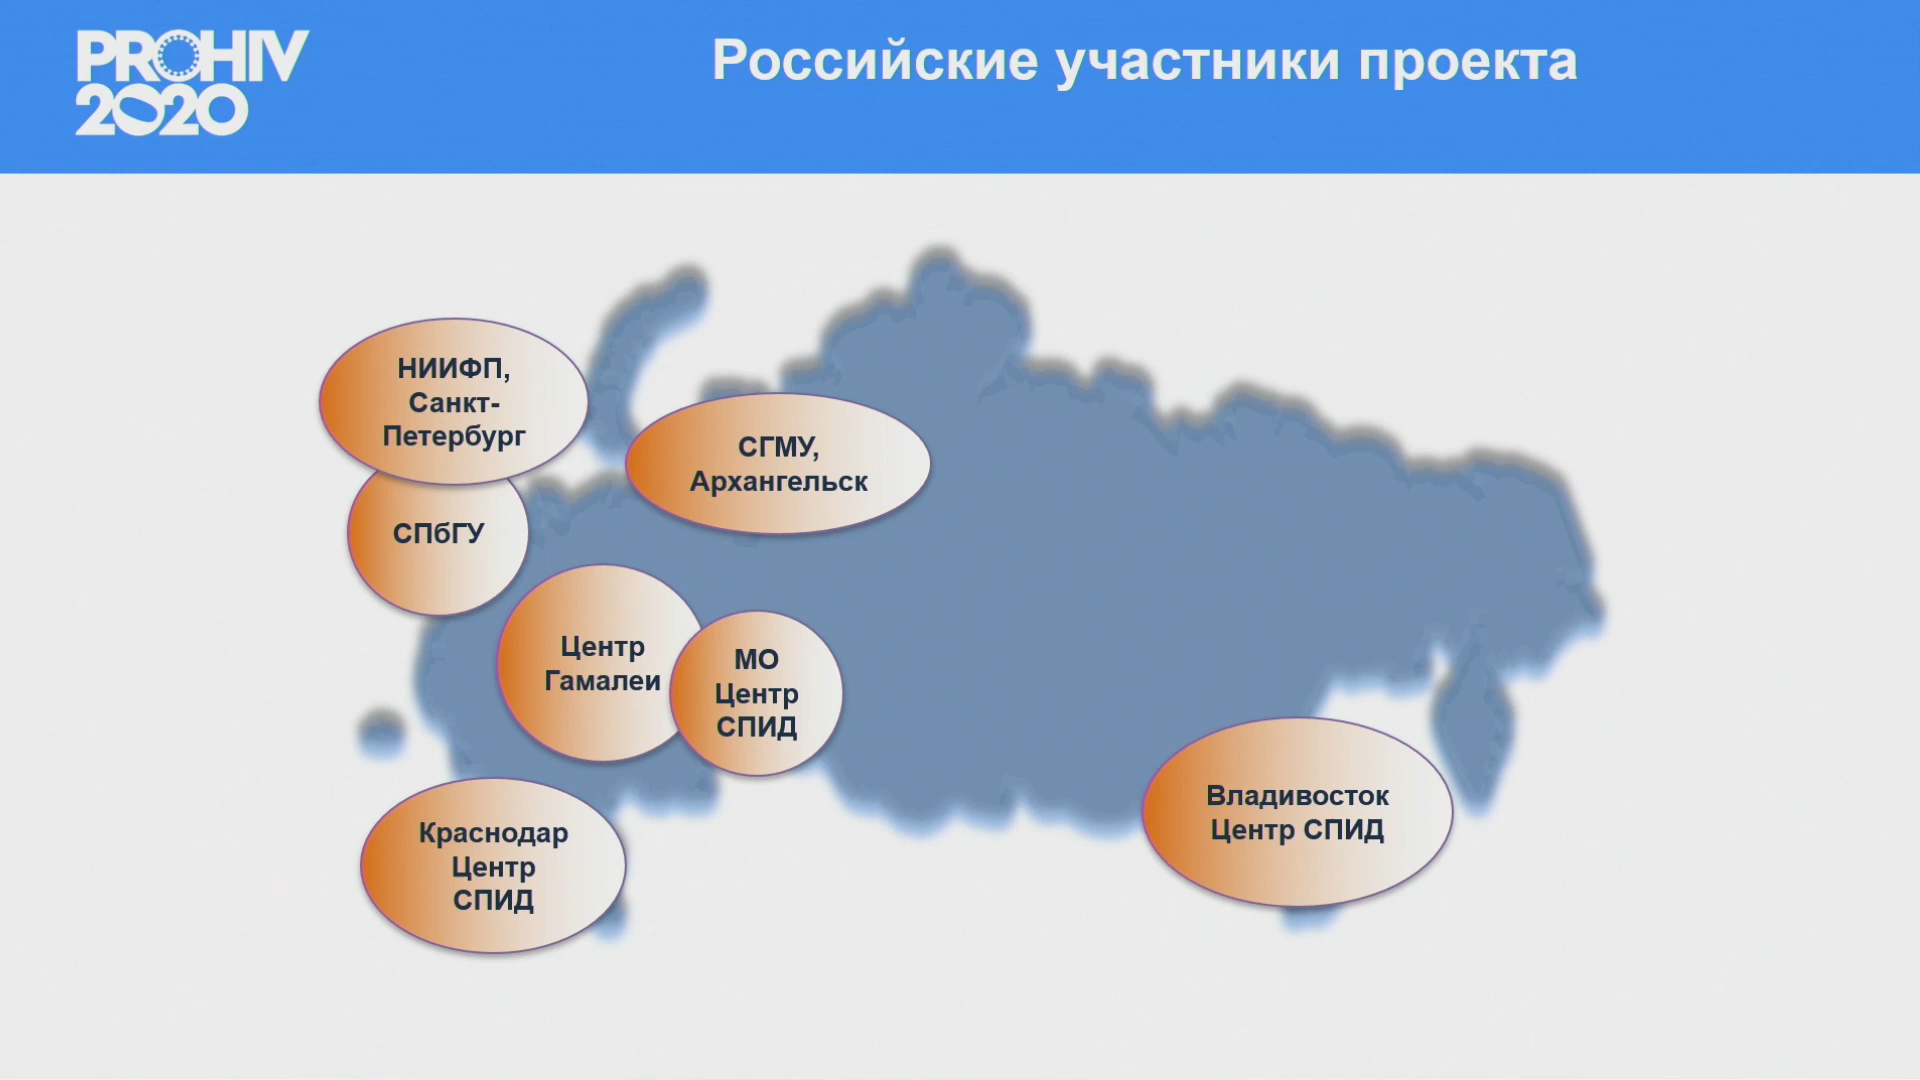 PROHIV
2020
Российские участники проекта
НИИФП,
Санкт-
Петербург
СГМУ,
Архангельск
СПбГУ
Центр
Гамалеи
МО
Центр
СПИД
Владивосток
Центр СПИД
Краснодар
Центр
СПИД